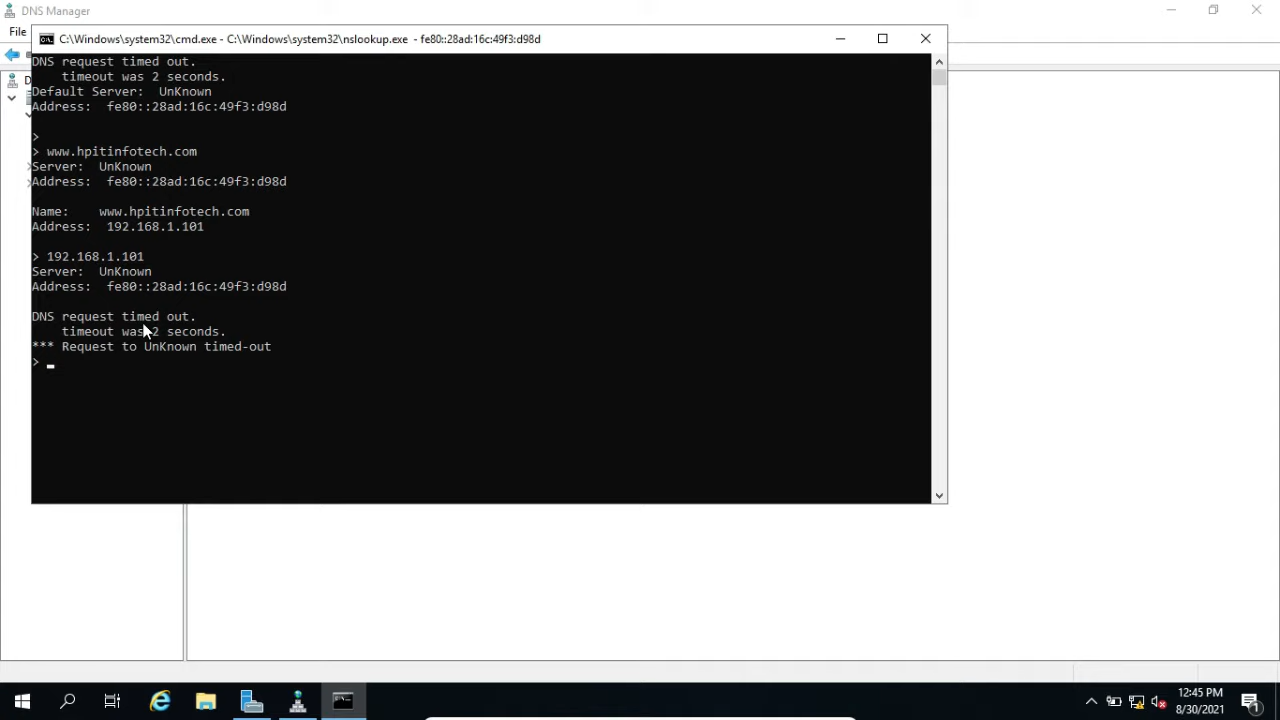 DNS Manager
File
C:\Windows\system32\cmd.exe - C:\Windows\system32\nslookup.exe - fe80::28ad:16c:49f3:d98d
DNS request timed out.
timeout was 2 seconds.
Default Server: UnKnown
Address: fe80::28ad:16c:49f3:d98d
>
> www.hpitinfotech.com
Server: UnKnown
Address: fe80::28ad:16c:49f3:d98d
Name: www.hpitinfotech.com
Address: 192.168.1.101
> 192.168.1.101
Server: UnKnown
Address: fe80::28ad:16c:49f3:d98d
DNS request timed out.
timeout was 2 seconds.
*** Request to UnKnown timed-out
>
12:45 PM
8/30/2021
1